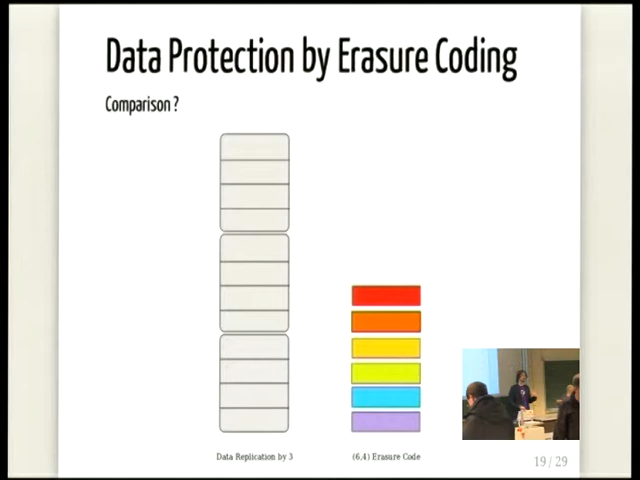 Data Protection by Erasure Coding
Comparison ?
Data Replication by 3
(6,4) Erasure Code
19 / 29